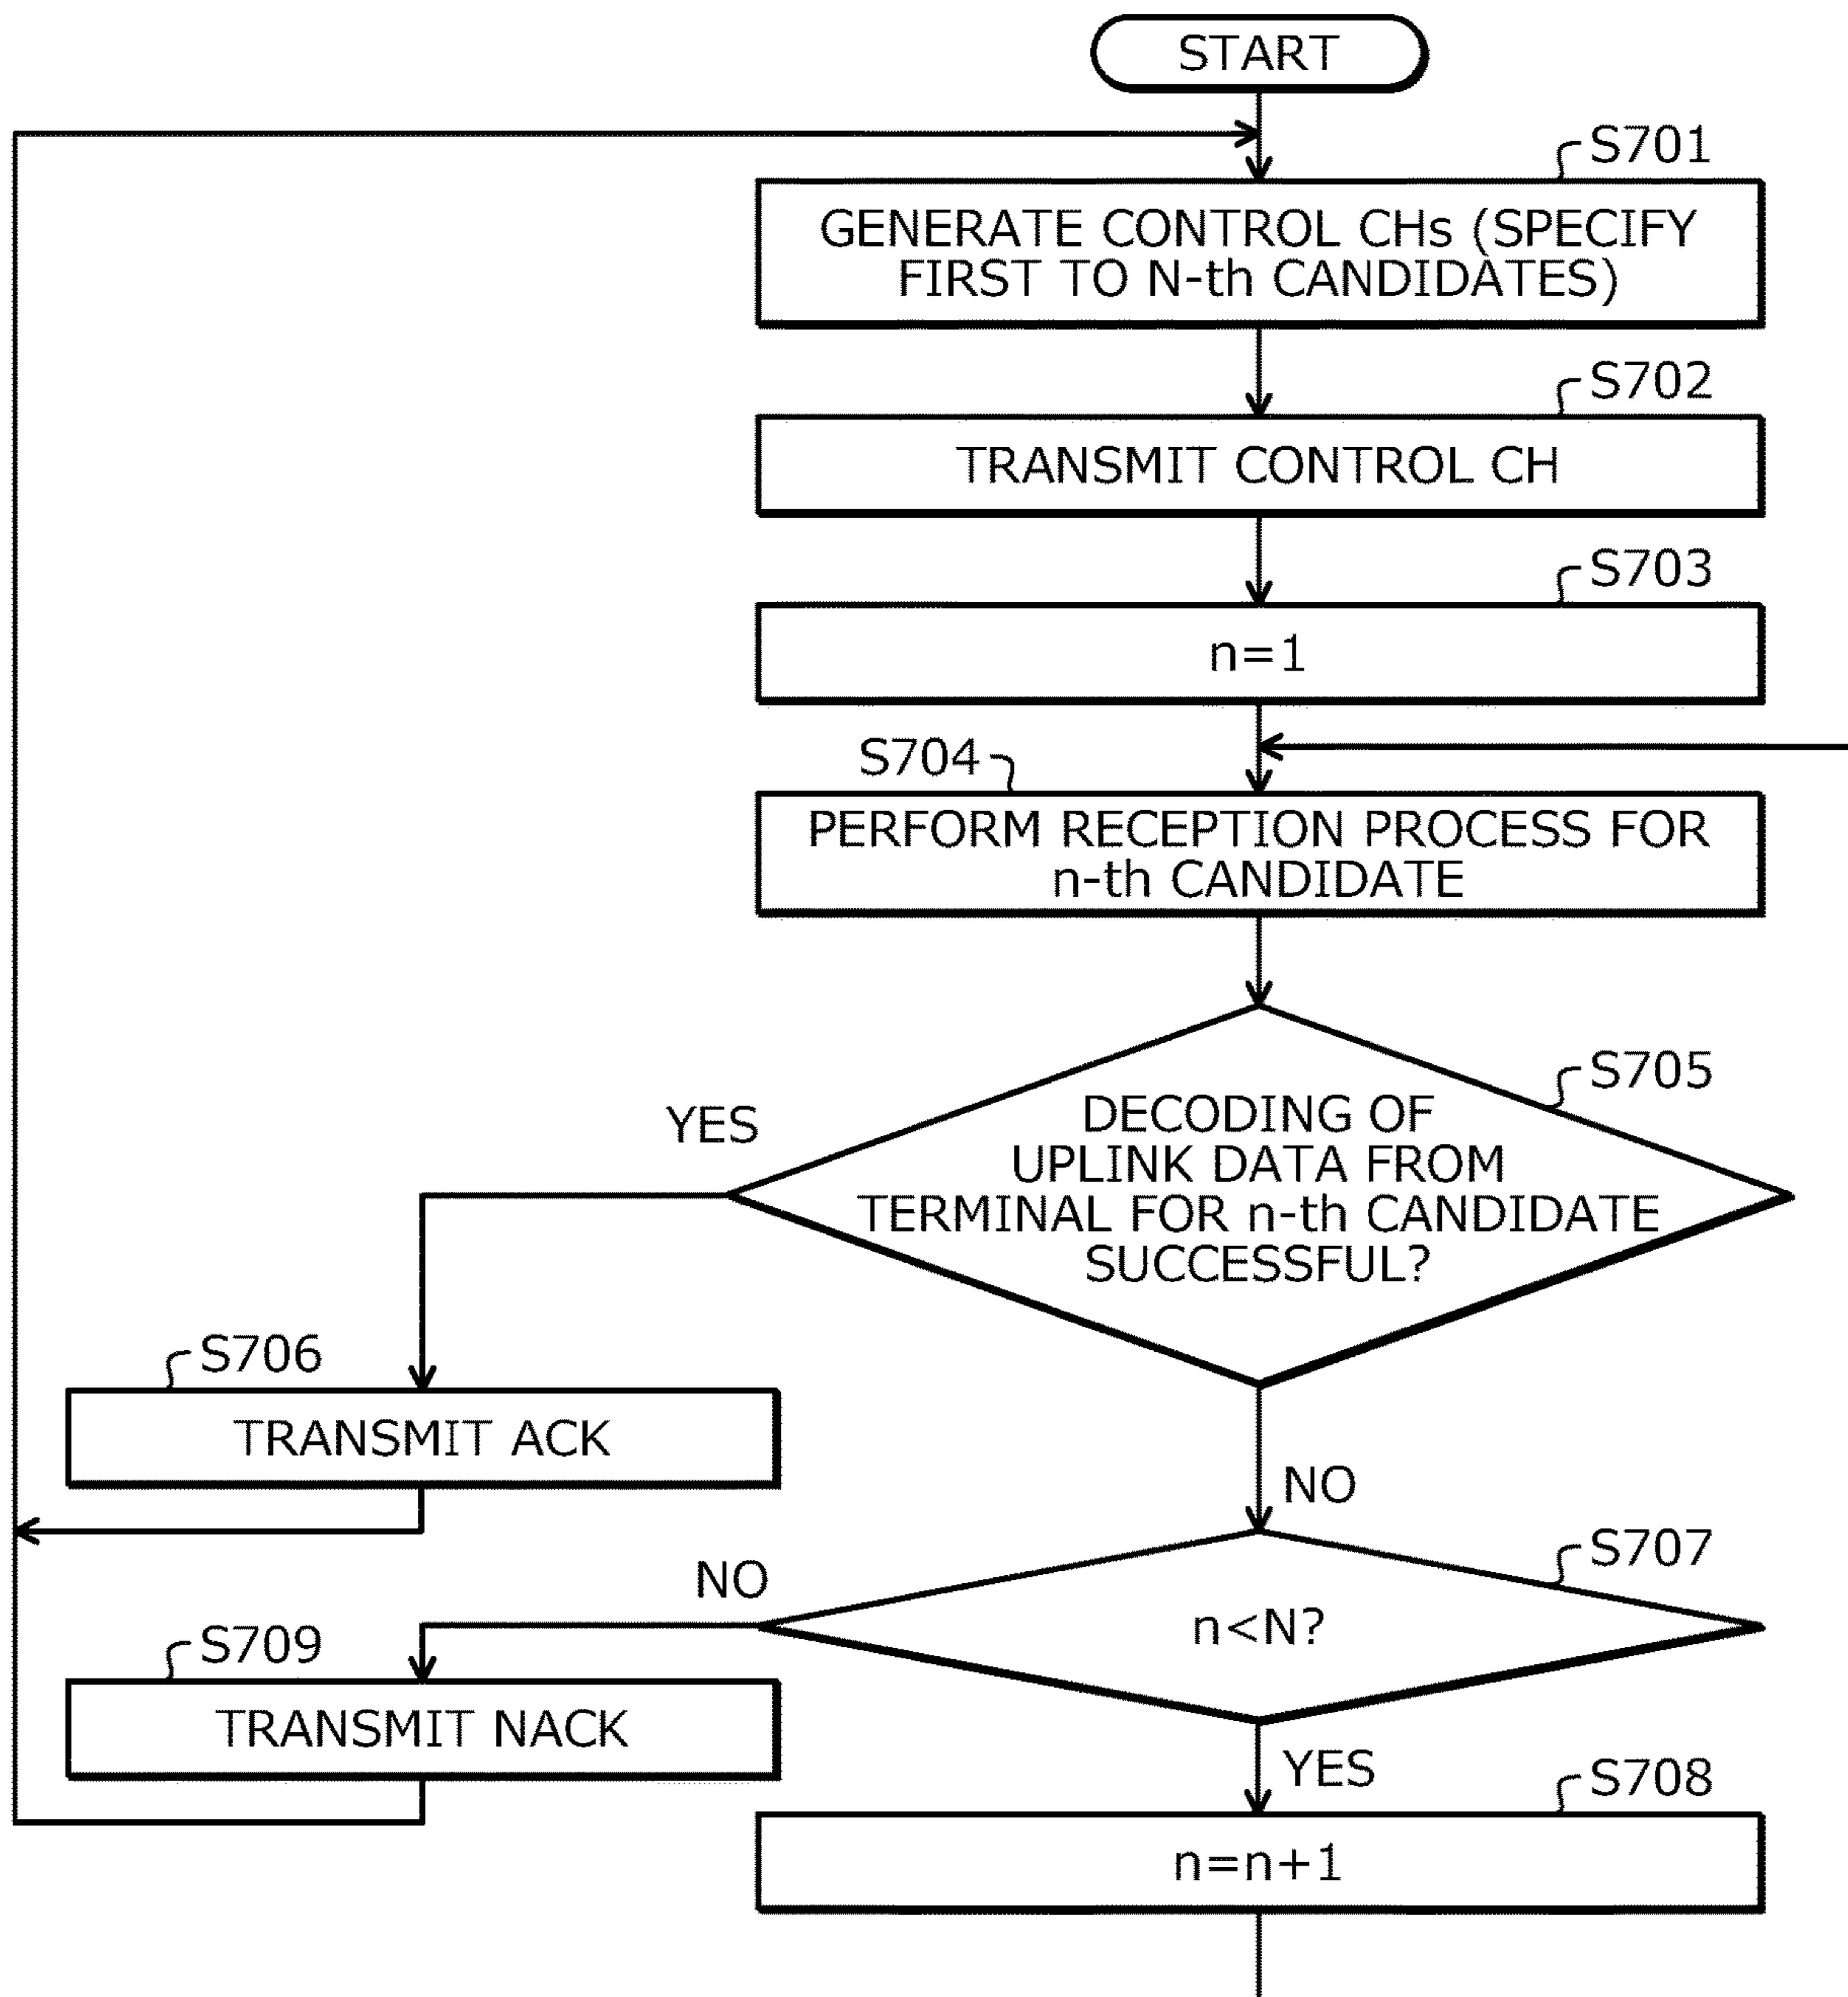 START
S701
GENERATE CONTROL CHs (SPECIFY
FIRST TO N-th CANDIDATES)
S702
TRANSMIT CONTROL CH
S703
n=1
S704
PERFORM RECEPTION PROCESS FOR
n-th CANDIDATE
S705
YES
DECODING OF
UPLINK DATA FROM
TERMINAL FOR n-th CANDIDATE
SUCCESSFUL?
S706
TRANSMIT ACK
NO
S707
NO
n<N?
S709
TRANSMIT NACK
YES
S708
n=n+1